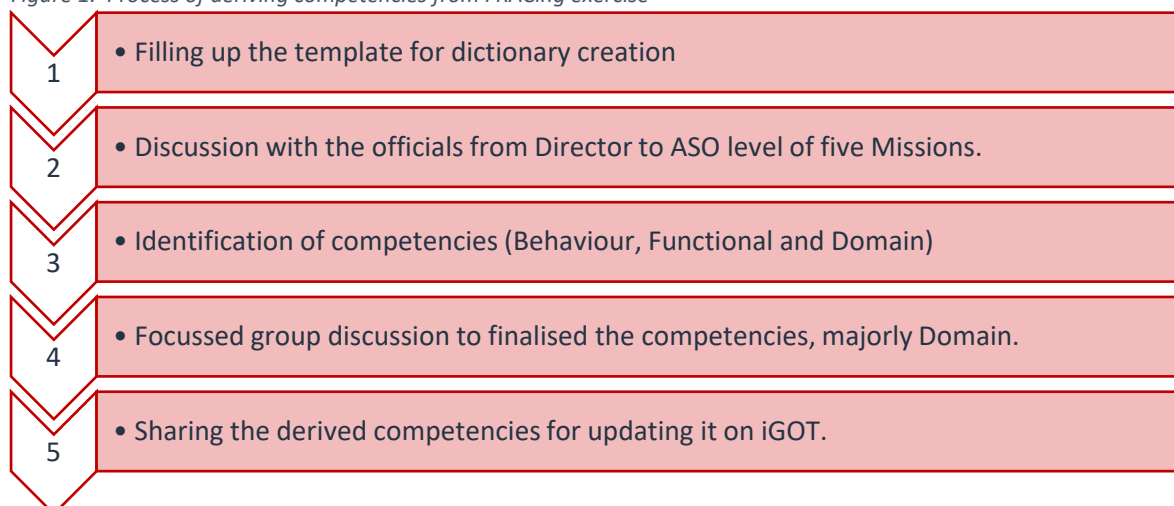 Figure 1: Process of deriving competencies from FRACing exercise
1
• Filling up the template for dictionary creation
2
• Discussion with the officials from Director to ASO level of five Missions.
3
• Identification of competencies (Behaviour, Functional and Domain)
4
• Focussed group discussion to finalised the competencies, majorly Domain.
5
• Sharing the derived competencies for updating it on iGOT.